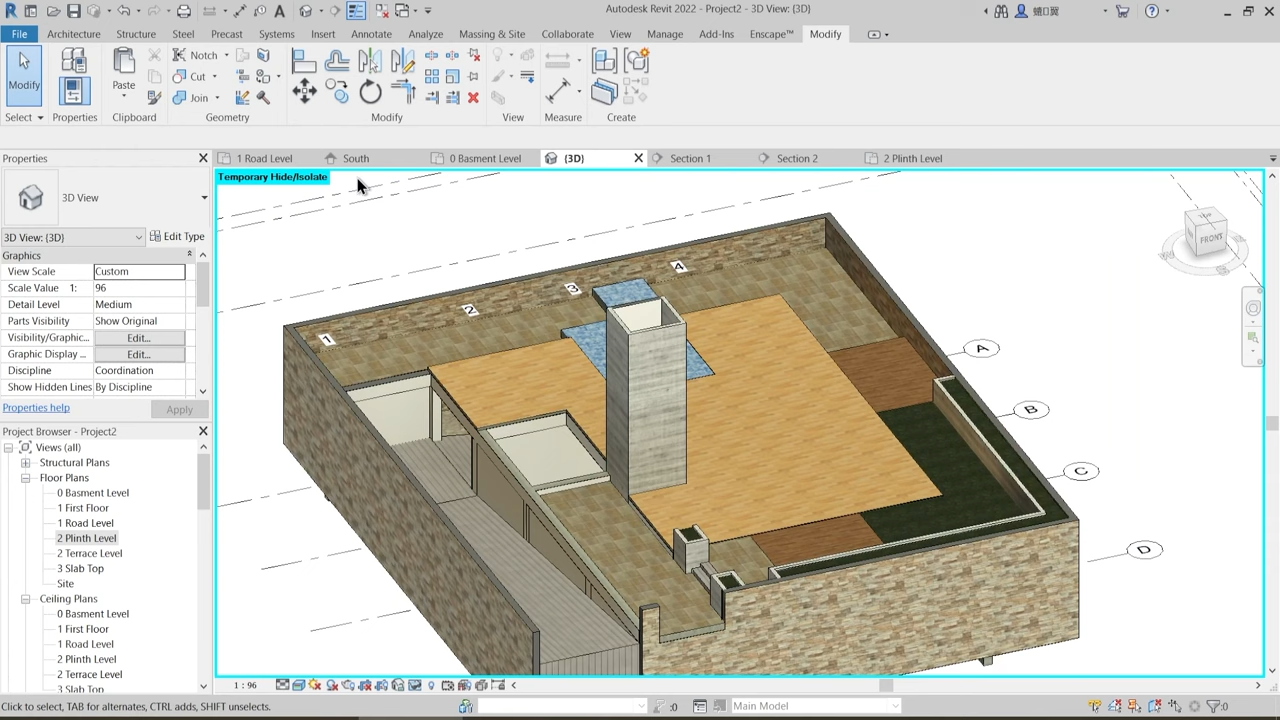 Autodesk Revit 2022 - Project2 - 3D View: {3D}
File Architecture Structure Steel Precast Systems Insert Annotate Analyze Massing & Site Collaborate View Manage Add-Ins Enscape™ Modify
Modify Paste Notch Cut Join
Select Properties Clipboard Geometry Modify View Measure Create
Properties
1 Road Level South 0 Basment Level {3D} Section 1 Section 2 2 Plinth Level
Temporary Hide/Isolate
3D View
3D View: {3D} Edit Type
Graphics
View Scale Custom
Scale Value 1: 96
Detail Level Medium
Parts Visibility Show Original
Visibility/Graphic... Edit...
Graphic Display ... Edit...
Discipline Coordination
Show Hidden Lines By Discipline
Properties help Apply
Project Browser - Project2
Views (all)
Structural Plans
Floor Plans
0 Basment Level
1 First Floor
1 Road Level
2 Plinth Level
2 Terrace Level
3 Slab Top
Site
Ceiling Plans
0 Basment Level
1 First Floor
1 Road Level
2 Plinth Level
2 Terrace Level
3 Slab Top
FRONT
1 2 3 4
A
B
C
D
1 : 96
Click to select, TAB for alternates, CTRL adds, SHIFT unselects.
:0 Main Model :0